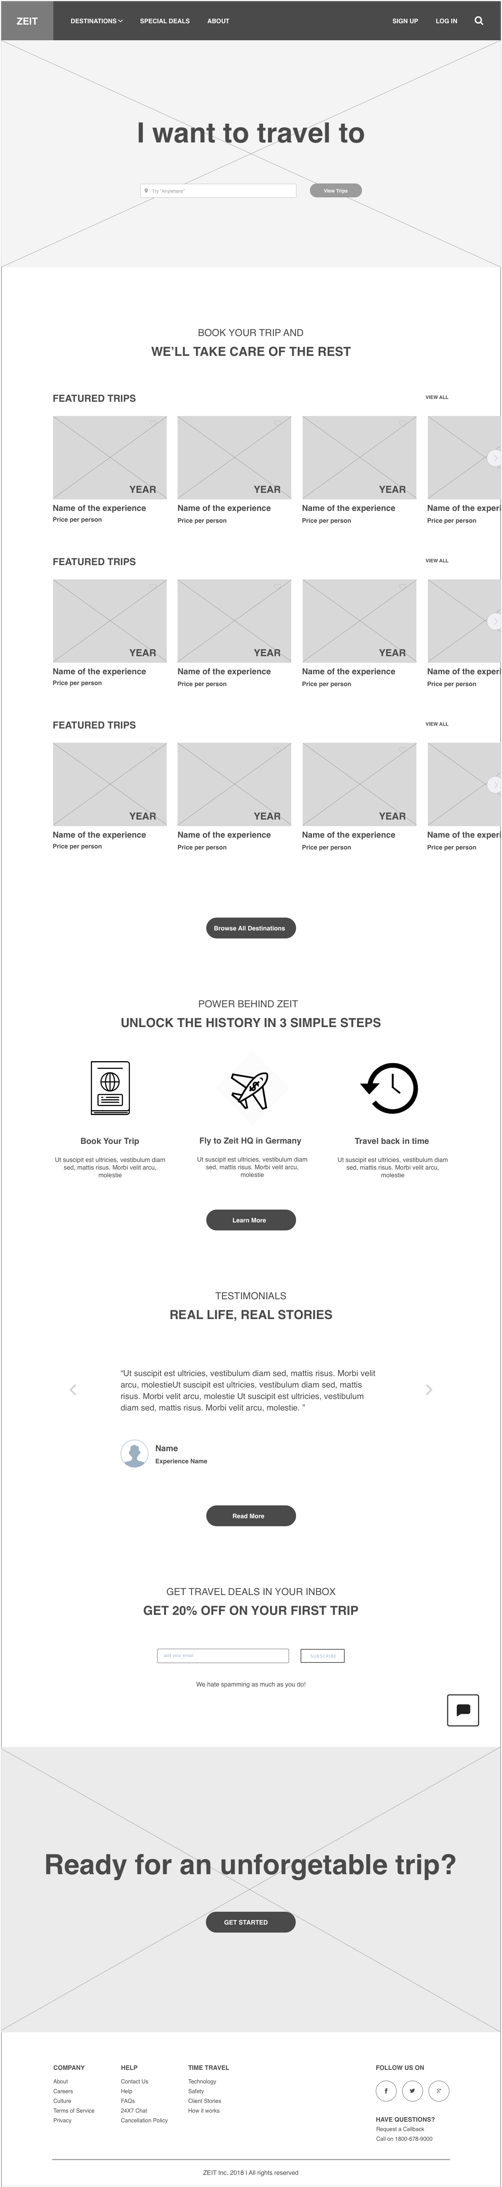 ZEIT
DESTINATIONS
SPECIAL DEALS
ABOUT
SIGN UP
LOG IN
I want to travel to
Try "Anywhere"
View Trips
BOOK YOUR TRIP AND
WE'LL TAKE CARE OF THE REST
FEATURED TRIPS
VIEW ALL
YEAR
YEAR
YEAR
Name of the experience
Name of the experience
Name of the experience
Name of the experi
Price per person
Price per person
Price per person
Price per person
FEATURED TRIPS
VIEW ALL
YEAR
YEAR
YEAR
Name of the experience
Name of the experience
Name of the experience
Name of the experi
Price per person
Price per person
Price per person
Price per person
FEATURED TRIPS
VIEW ALL
YEAR
YEAR
YEAR
Name of the experience
Name of the experience
Name of the experience
Name of the experi
Price per person
Price per person
Price per person
Price per person
Browse All Destinations
POWER BEHIND ZEIT
UNLOCK THE HISTORY IN 3 SIMPLE STEPS
Book Your Trip
Ut suscipit est ultricies, vestibulum diam
sed, mattis risus. Morbi velit arcu,
molestie
Fly to Zeit HQ in Germany
Ut suscipit est ultricies, vestibulum diam
sed, mattis risus. Morbi velit arcu,
molestie
Travel back in time
Ut suscipit est ultricies, vestibulum diam
sed, mattis risus. Morbi velit arcu,
molestie
Learn More
TESTIMONIALS
REAL LIFE, REAL STORIES
"Ut suscipit est ultricies, vestibulum diam sed, mattis risus. Morbi velit
arcu, molestieUt suscipit est ultricies, vestibulum diam sed, mattis
risus. Morbi velit arcu, molestie Ut suscipit est ultricies, vestibulum
diam sed, mattis risus. Morbi velit arcu, molestie. "
Name
Experience Name
Read More
GET TRAVEL DEALS IN YOUR INBOX
GET 20% OFF ON YOUR FIRST TRIP
add your email
SUBSCRIBE
We hate spamming as much as you do!
Ready for an unforgetable trip?
GET STARTED
COMPANY
About
Careers
Culture
Terms of Service
Privacy
HELP
Contact Us
Help
FAQs
24X7 Chat
Cancellation Policy
TIME TRAVEL
Technology
Safety
Client Stories
How it works
FOLLOW US ON
HAVE QUESTIONS?
Request a Callback
Call on 1800-678-9000
ZEIT Inc. 2018 I All rights reserved